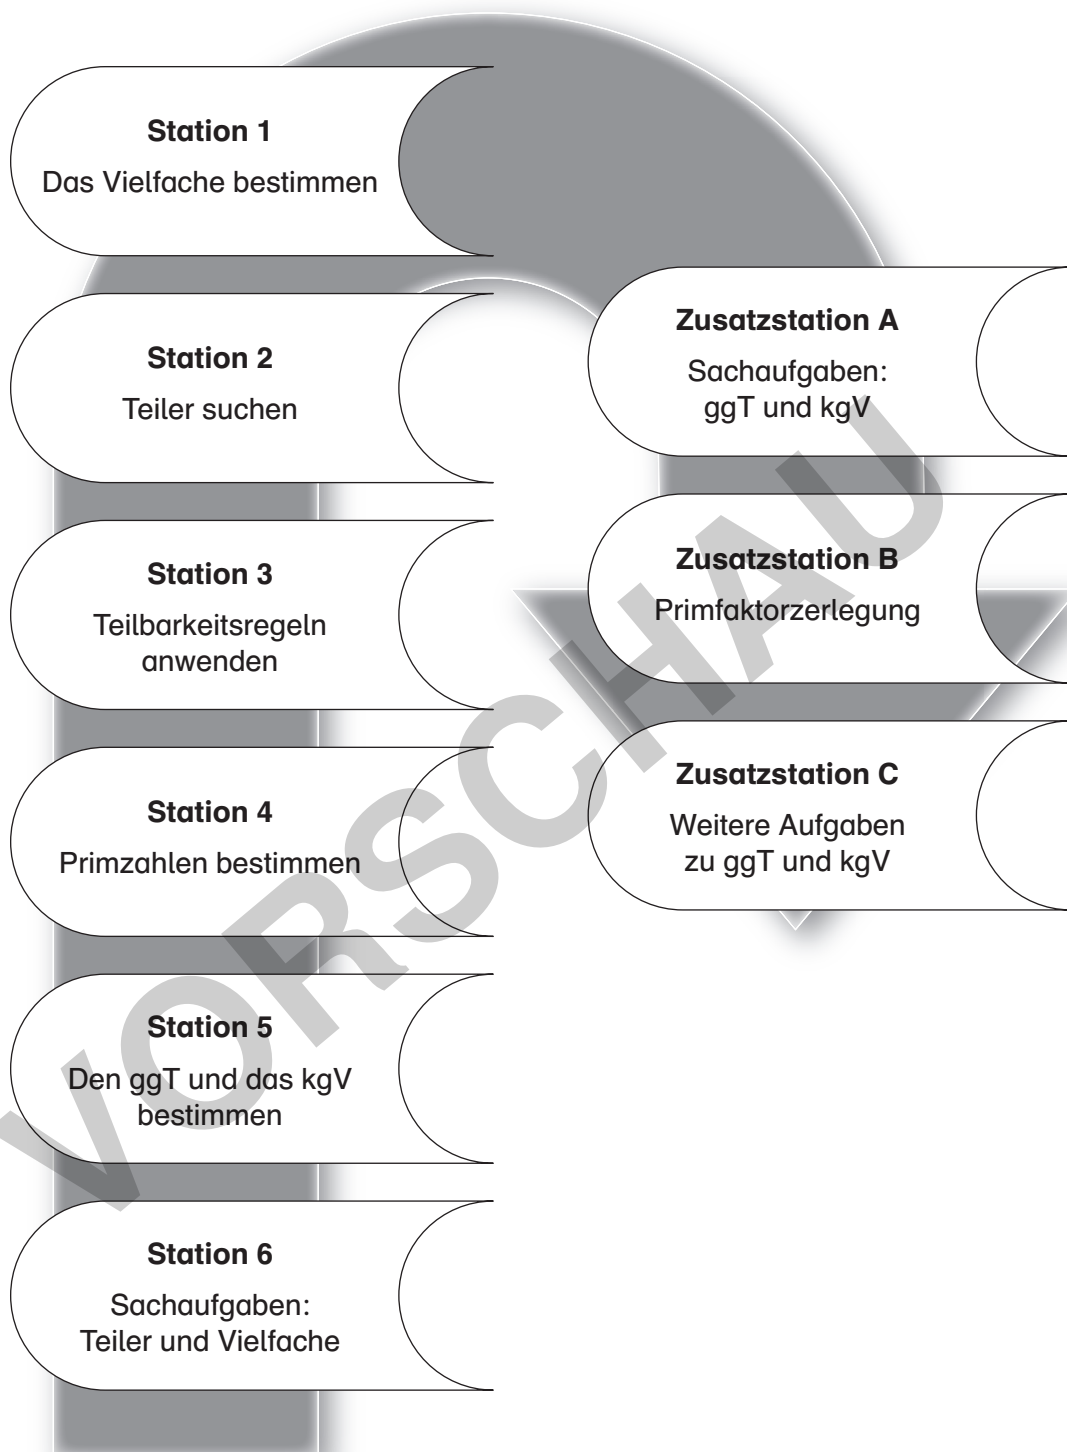 Station 1
Das Vielfache bestimmen
Station 2
Teiler suchen
Station 3
Teilbarkeitsregeln
anwenden
Station 4
Primzahlen bestimmen
Station 5
Den ggT und das kgV
bestimmen
Station 6
Sachaufgaben:
Teiler und Vielfache
Zusatzstation A
Sachaufgaben:
ggT und kgV
Zusatzstation B
Primfaktorzerlegung
Zusatzstation C
Weitere Aufgaben
zu ggT und kgV
VORSCHAU